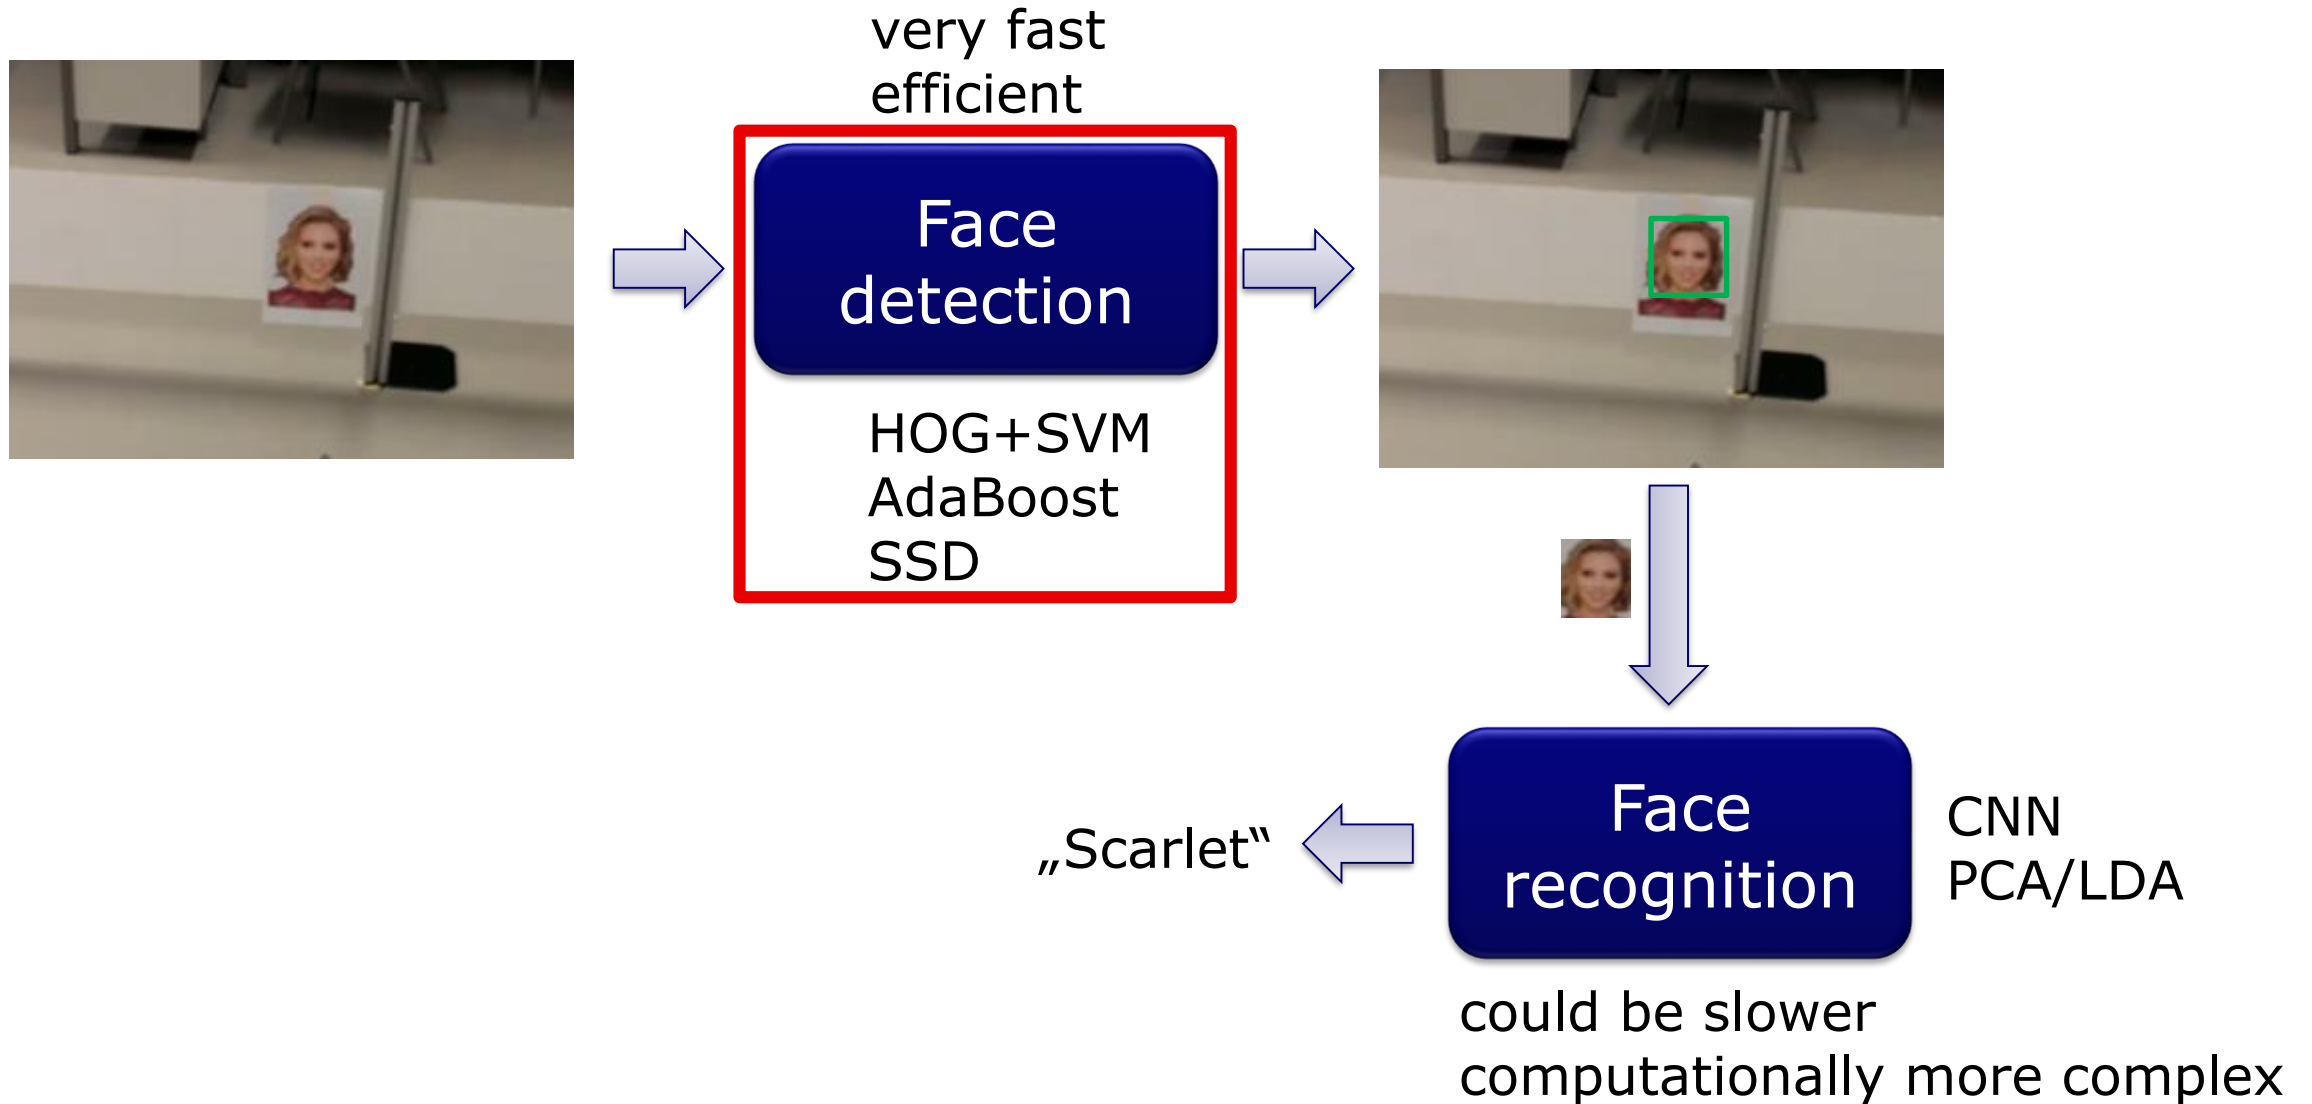 very fast
efficient
Face
detection
HOG+SVM
AdaBoost
SSD
Face
recognition
CNN
PCA/LDA
„Scarlet“
could be slower
computationally more complex